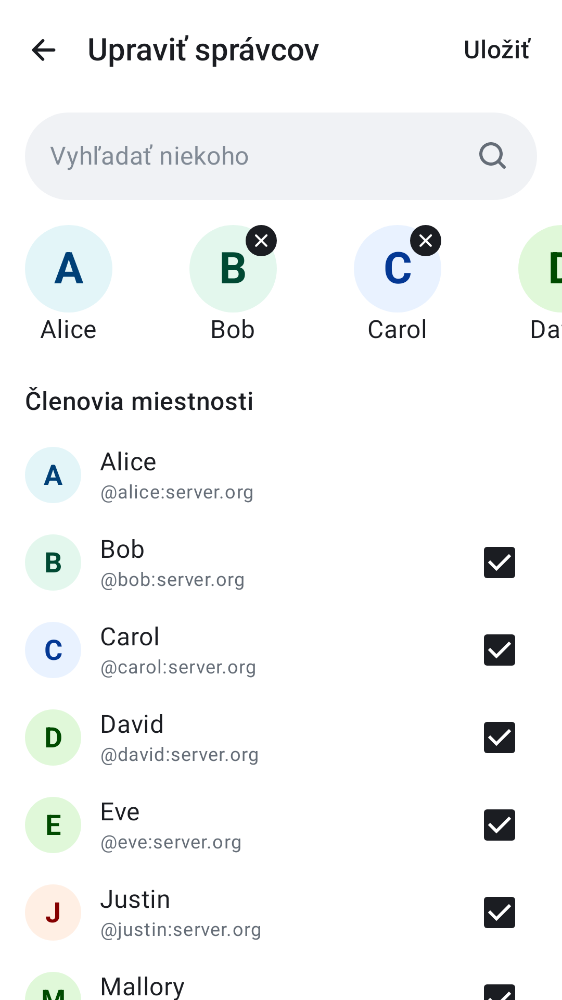 Upraviť správcov
Uložiť
Vyhľadať niekoho
A
B
C
D
Alice
Bob
Carol
Da
Členovia miestnosti
A
Alice
@alice:server.org
B
Bob
@bob:server.org
C
Carol
@carol:server.org
D
David
@david:server.org
E
Eve
@eve:server.org
J
Justin
@justin:server.org
M
Mallory